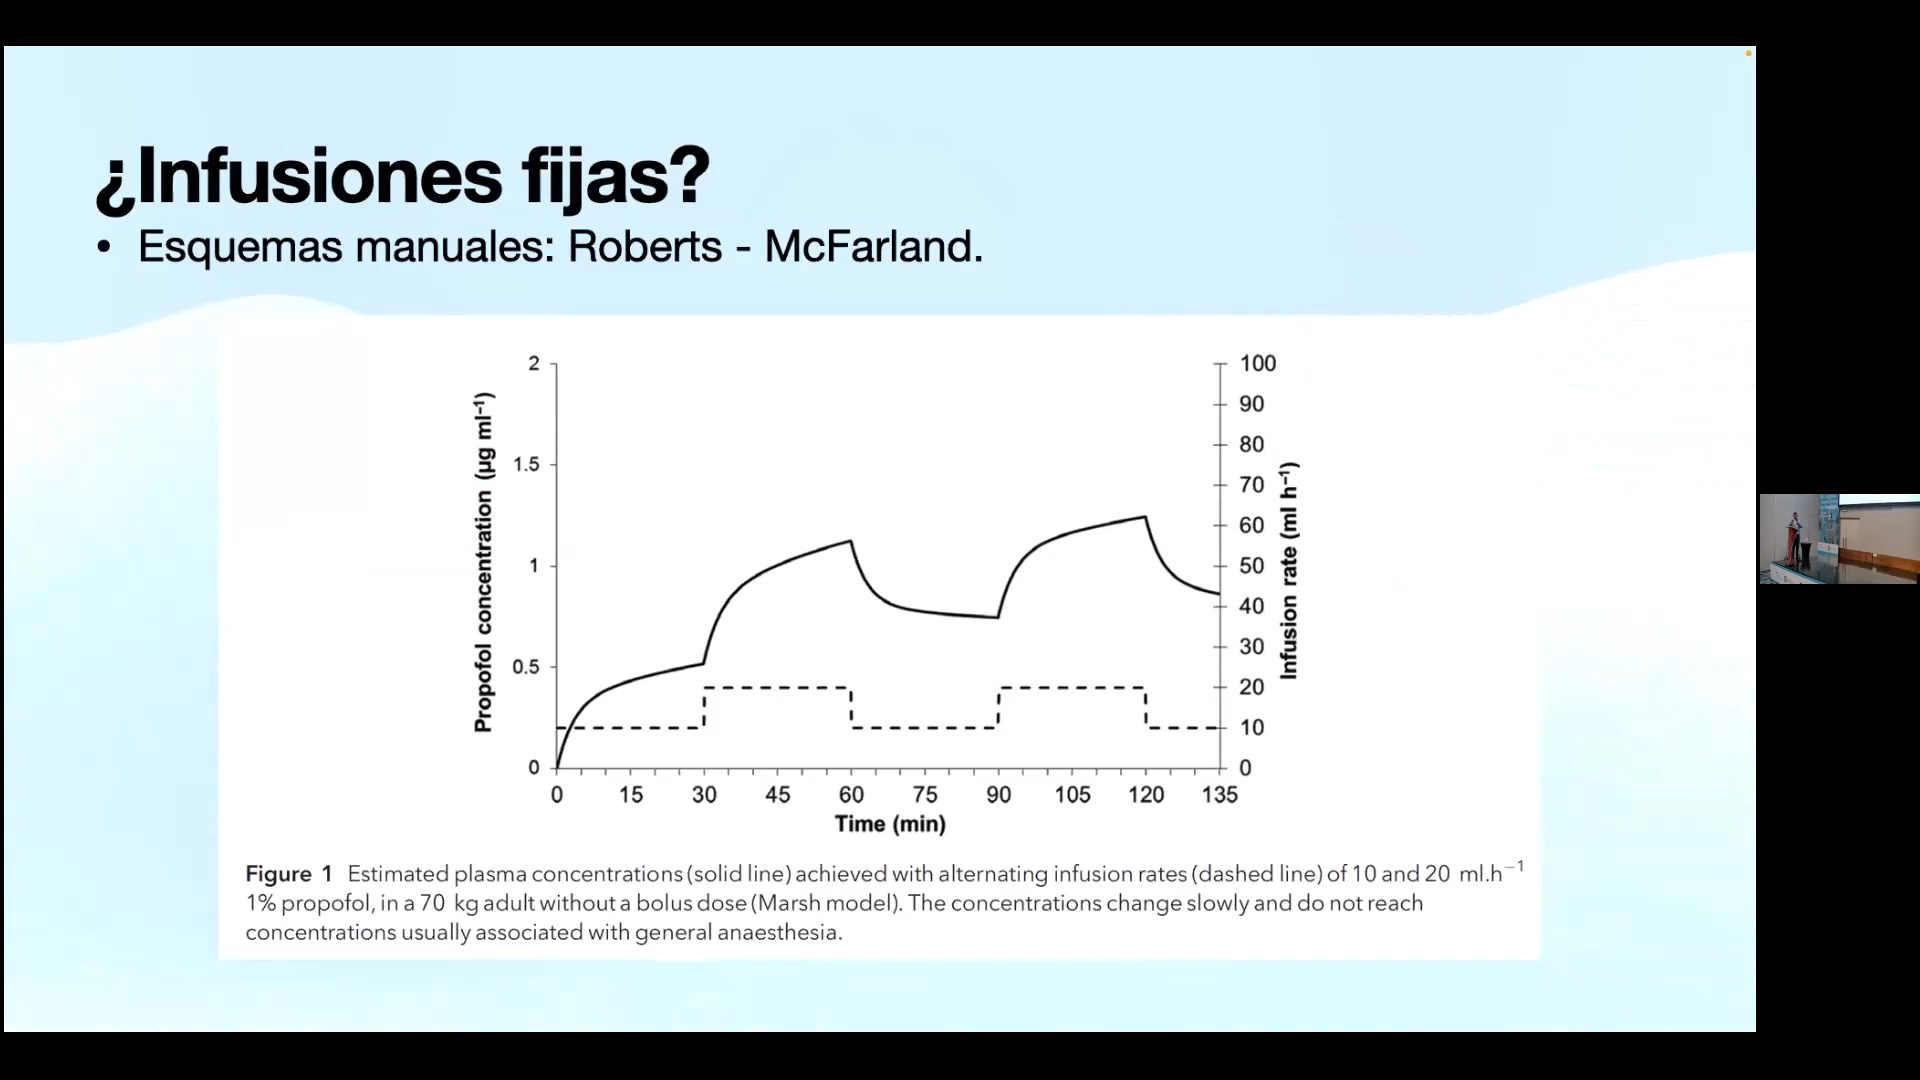 ¿Infusiones fijas?
• Esquemas manuales: Roberts - McFarland.
Propofol concentration (µg ml⁻¹)
2
1.5
1
0.5
0
100
90
80
70
60
50
40
30
20
10
0
Infusion rate (ml h⁻¹)
0 15 30 45 60 75 90 105 120 135
Time (min)
Figure 1 Estimated plasma concentrations (solid line) achieved with alternating infusion rates (dashed line) of 10 and 20 ml.h⁻¹
1% propofol, in a 70 kg adult without a bolus dose (Marsh model). The concentrations change slowly and do not reach
concentrations usually associated with general anaesthesia.